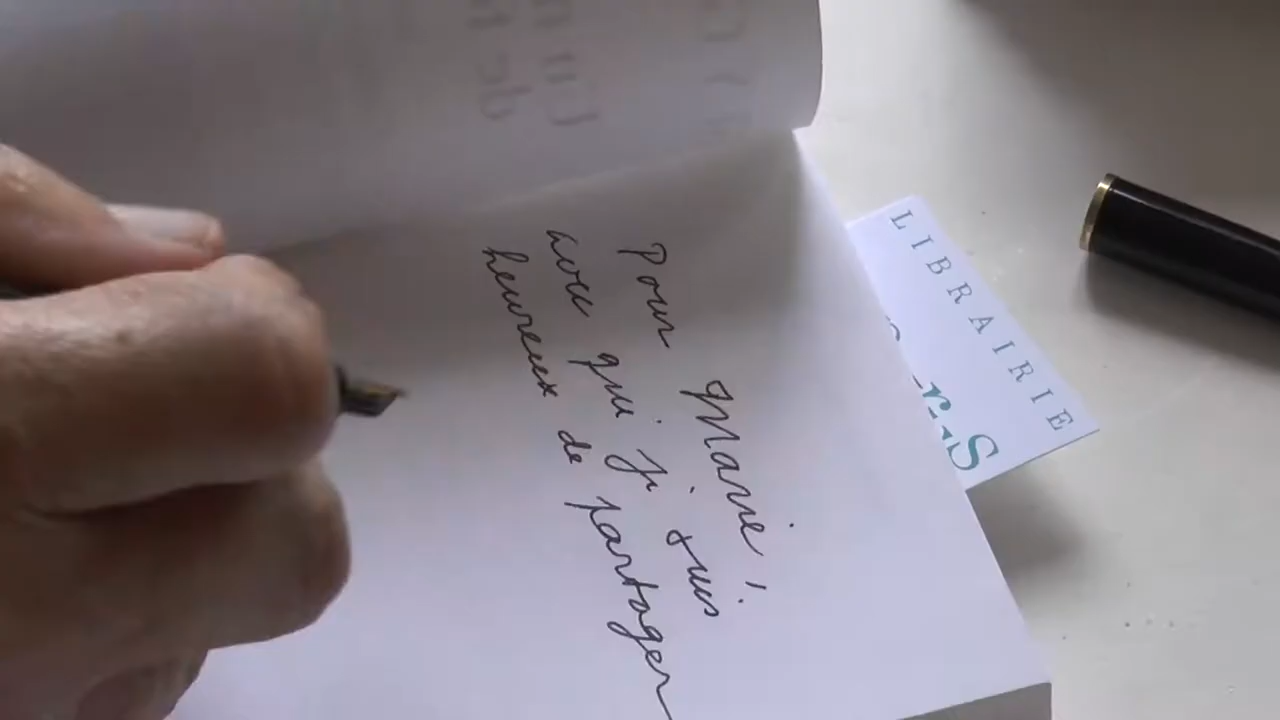 Pour Marie,
avec qui je suis
heureux de partager
LIBRAIRIE